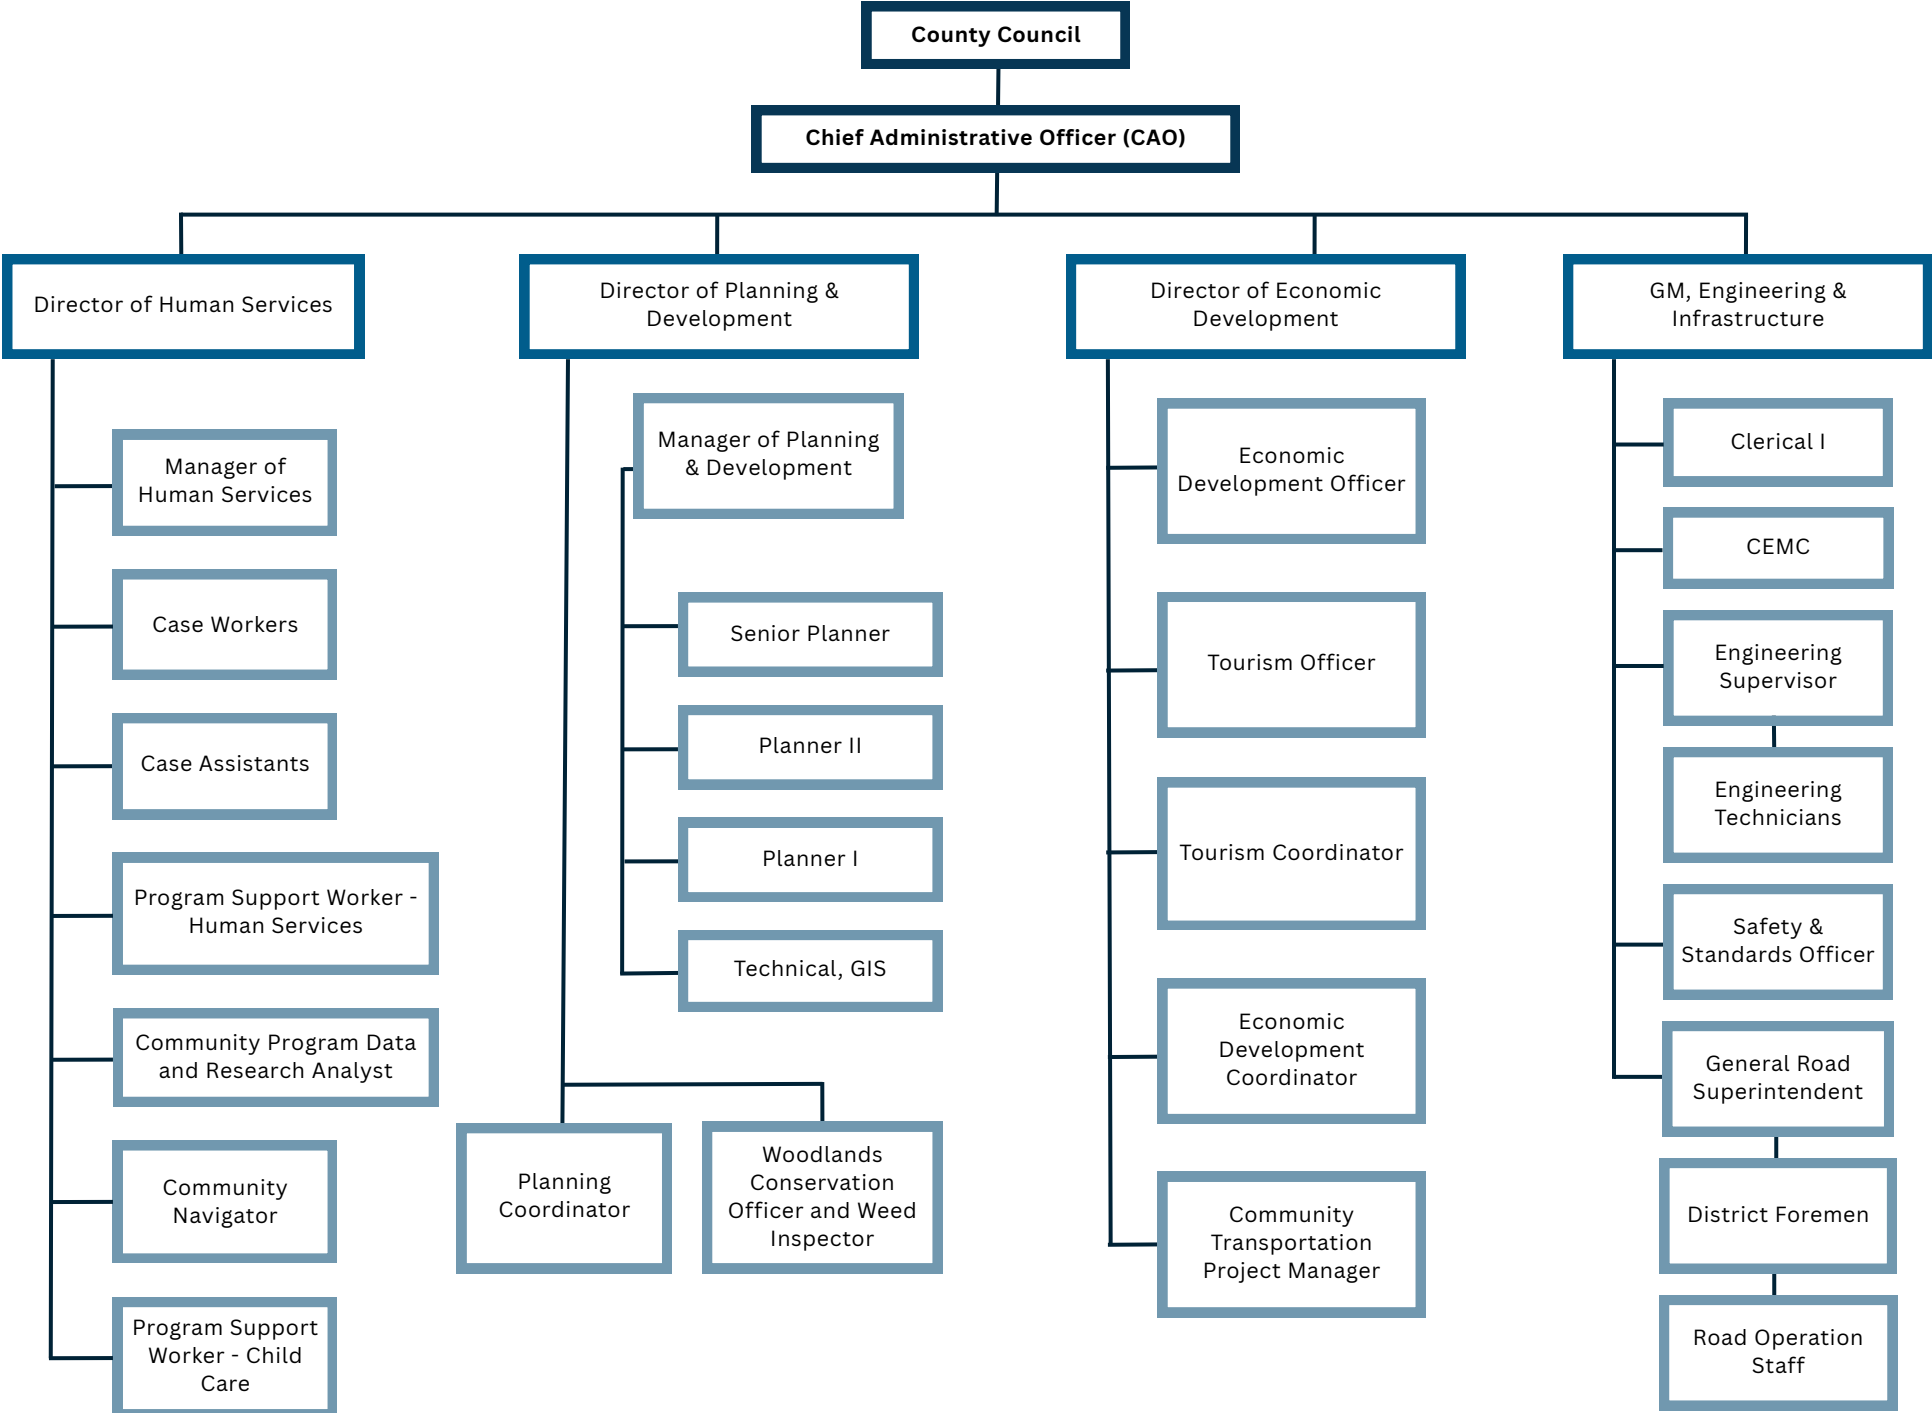 County Council
Chief Administrative Officer (CAO)
Director of Human Services
Manager of
Human Services
Case Workers
Case Assistants
Program Support Worker -
Human Services
Community Program Data
and Research Analyst
Community
Navigator
Program Support
Worker - Child
Care
Director of Planning &
Development
Manager of Planning
& Development
Senior Planner
Planner II
Planner I
Technical, GIS
Planning
Coordinator
Woodlands
Conservation
Officer and Weed
Inspector
Director of Economic
Development
Economic
Development Officer
Tourism Officer
Tourism Coordinator
Economic
Development
Coordinator
Community
Transportation
Project Manager
GM, Engineering &
Infrastructure
Clerical I
CEMC
Engineering
Supervisor
Engineering
Technicians
Safety &
Standards Officer
General Road
Superintendent
District Foremen
Road Operation
Staff